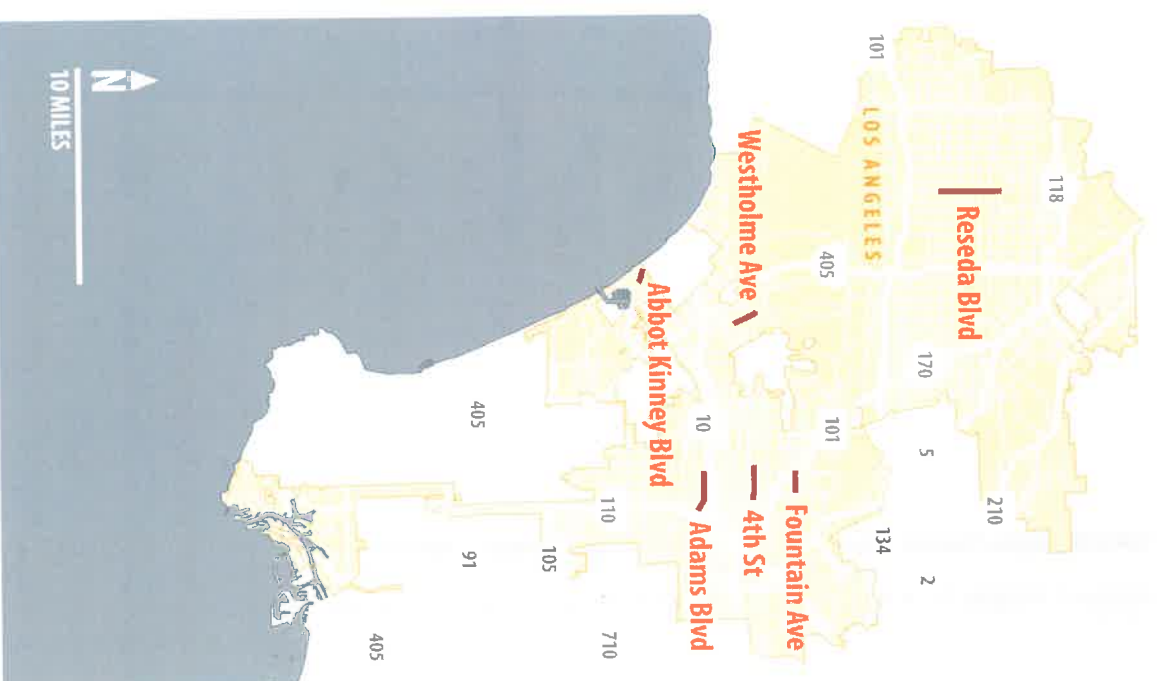 118
Reseda Blvd
101
LOS ANGELES
405
170
5
210
Westholme Ave
101
134
2
Fountain Ave
10
4th St
Abbot Kinney Blvd
Adams Blvd
110
405
105
710
91
405
N
10 MILES